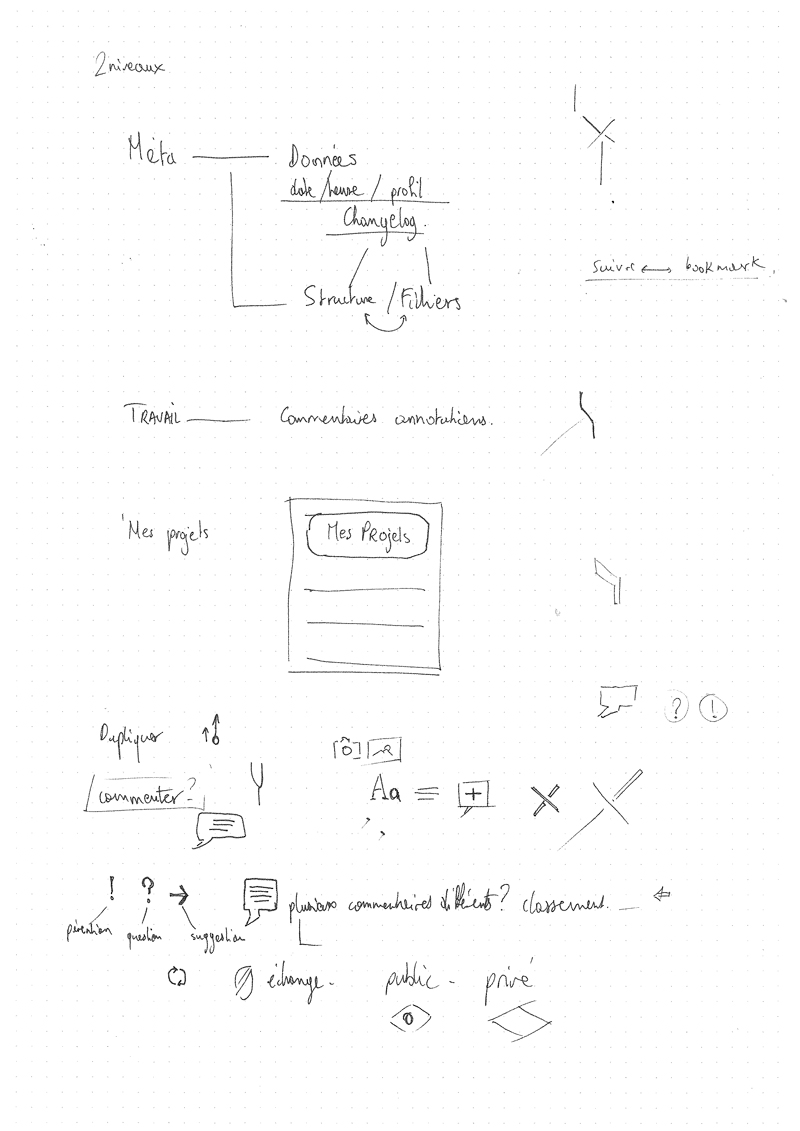 2 niveaux
Méta
Données
date / heure / profil
Changelog.
Suivre ↔ bookmark.
Structure / Fichiers
TRAVAIL
Commentaires annotations.
Mes projets
Mes PRojets
? !
Dupliquer
commenter?
Aa
+
! ? →
plusieurs commentaires différents? classement.
question suggestion
échange - public - privé